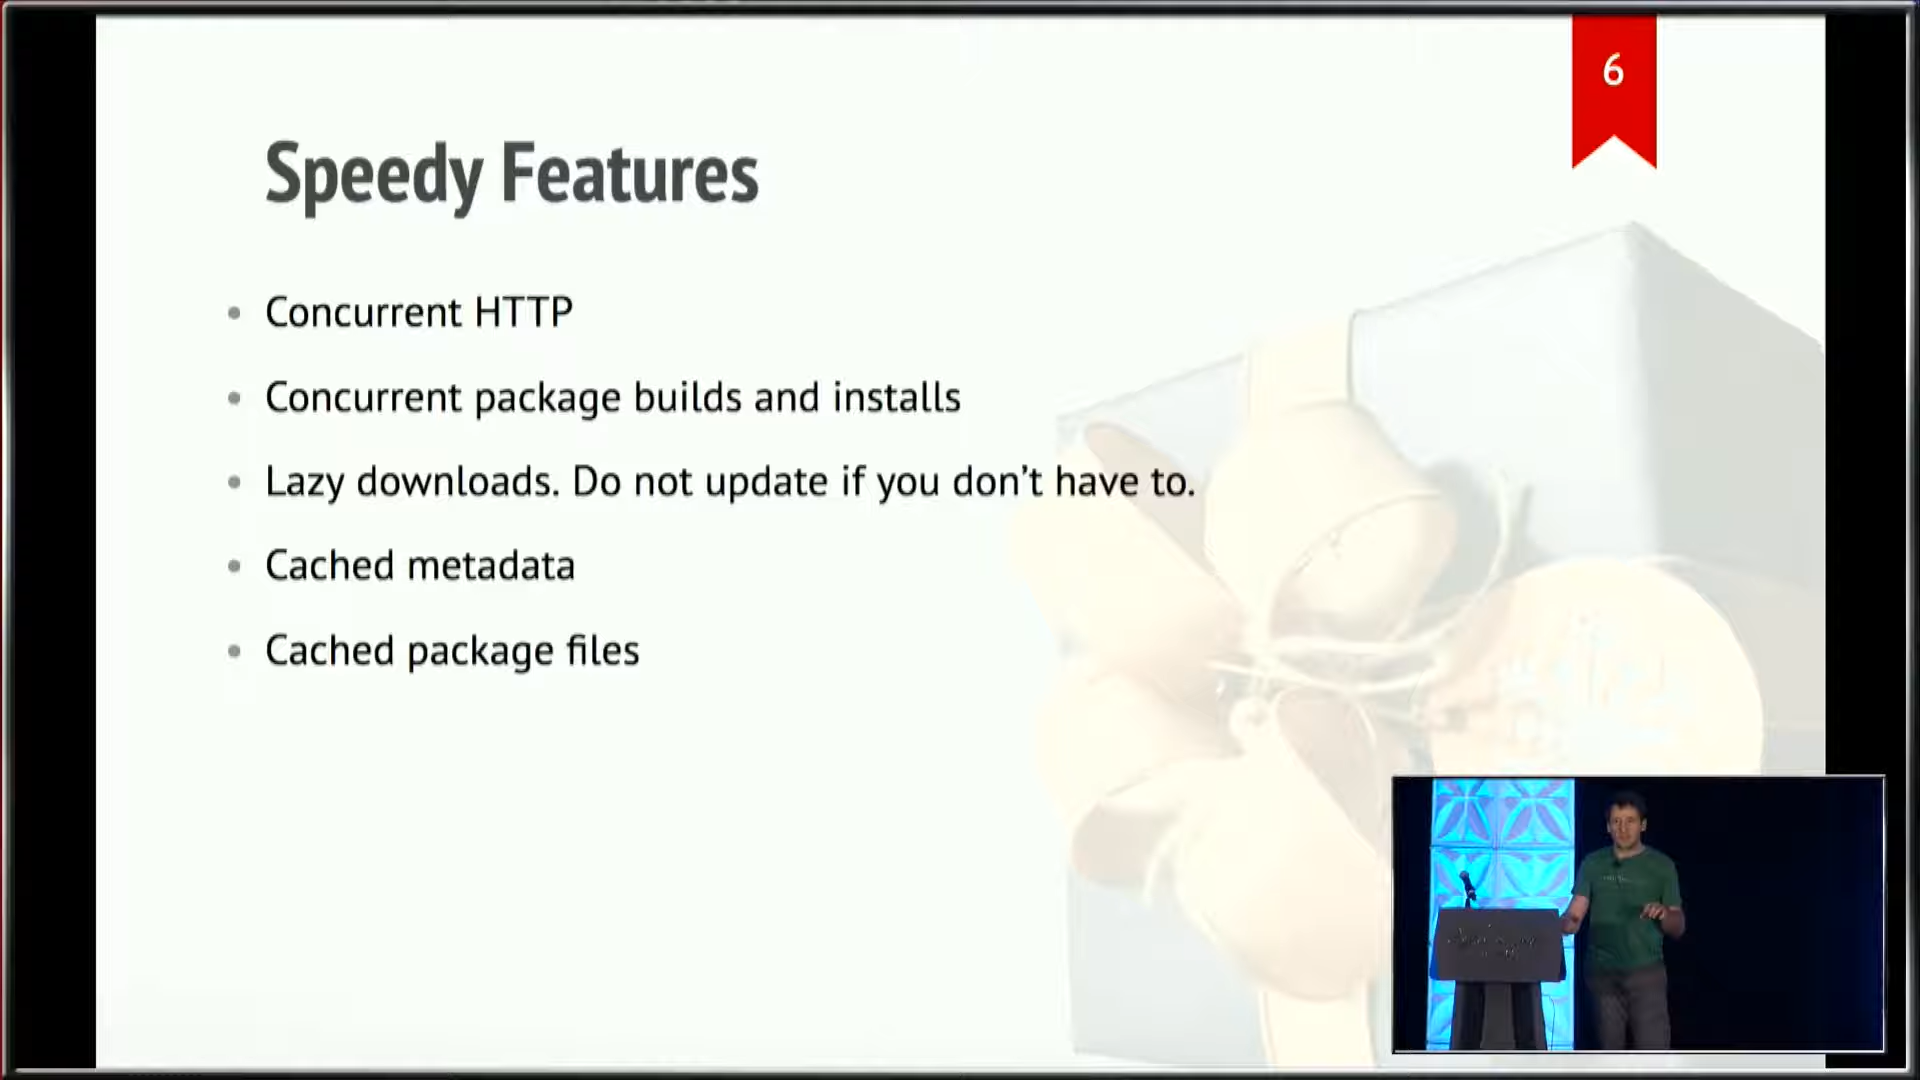 6
Speedy Features
Concurrent HTTP
Concurrent package builds and installs
Lazy downloads. Do not update if you don’t have to.
Cached metadata
Cached package files